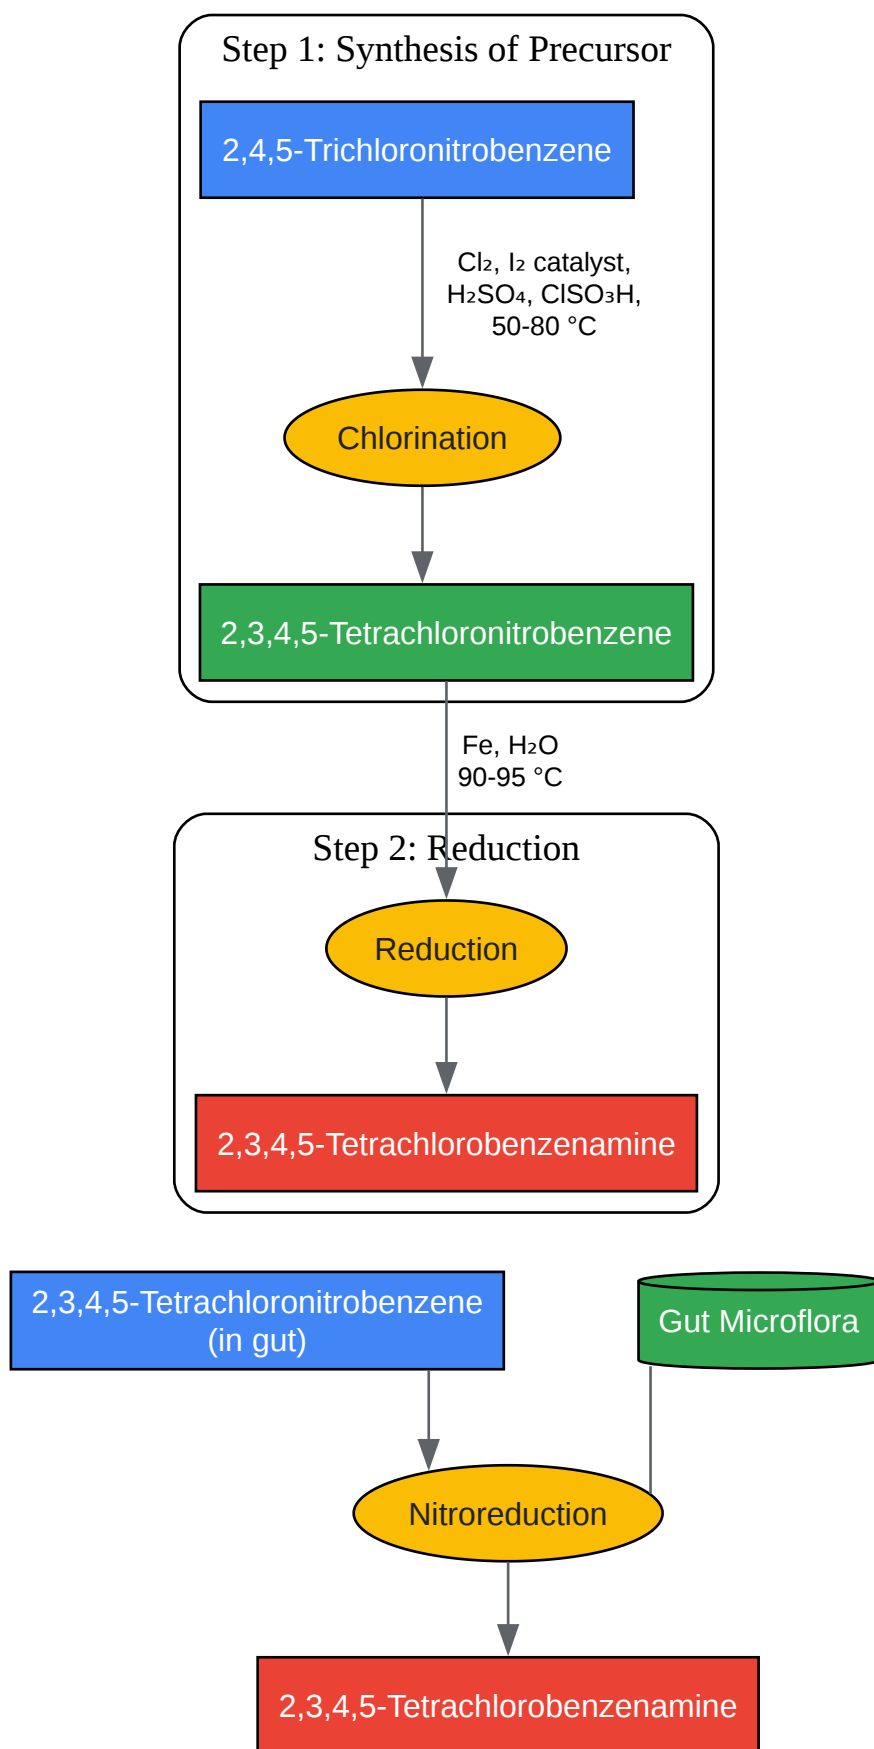 Step 1: Synthesis of Precursor
2,4,5-Trichloronitrobenzene
Cl₂, I₂ catalyst,
H₂SO₄, ClSO₃H,
50-80 °C
Chlorination
2,3,4,5-Tetrachloronitrobenzene
Fe, H₂O
90-95 °C
Step 2: Reduction
Reduction
2,3,4,5-Tetrachlorobenzenamine
2,3,4,5-Tetrachloronitrobenzene
(in gut)
Gut Microflora
Nitroreduction
2,3,4,5-Tetrachlorobenzenamine